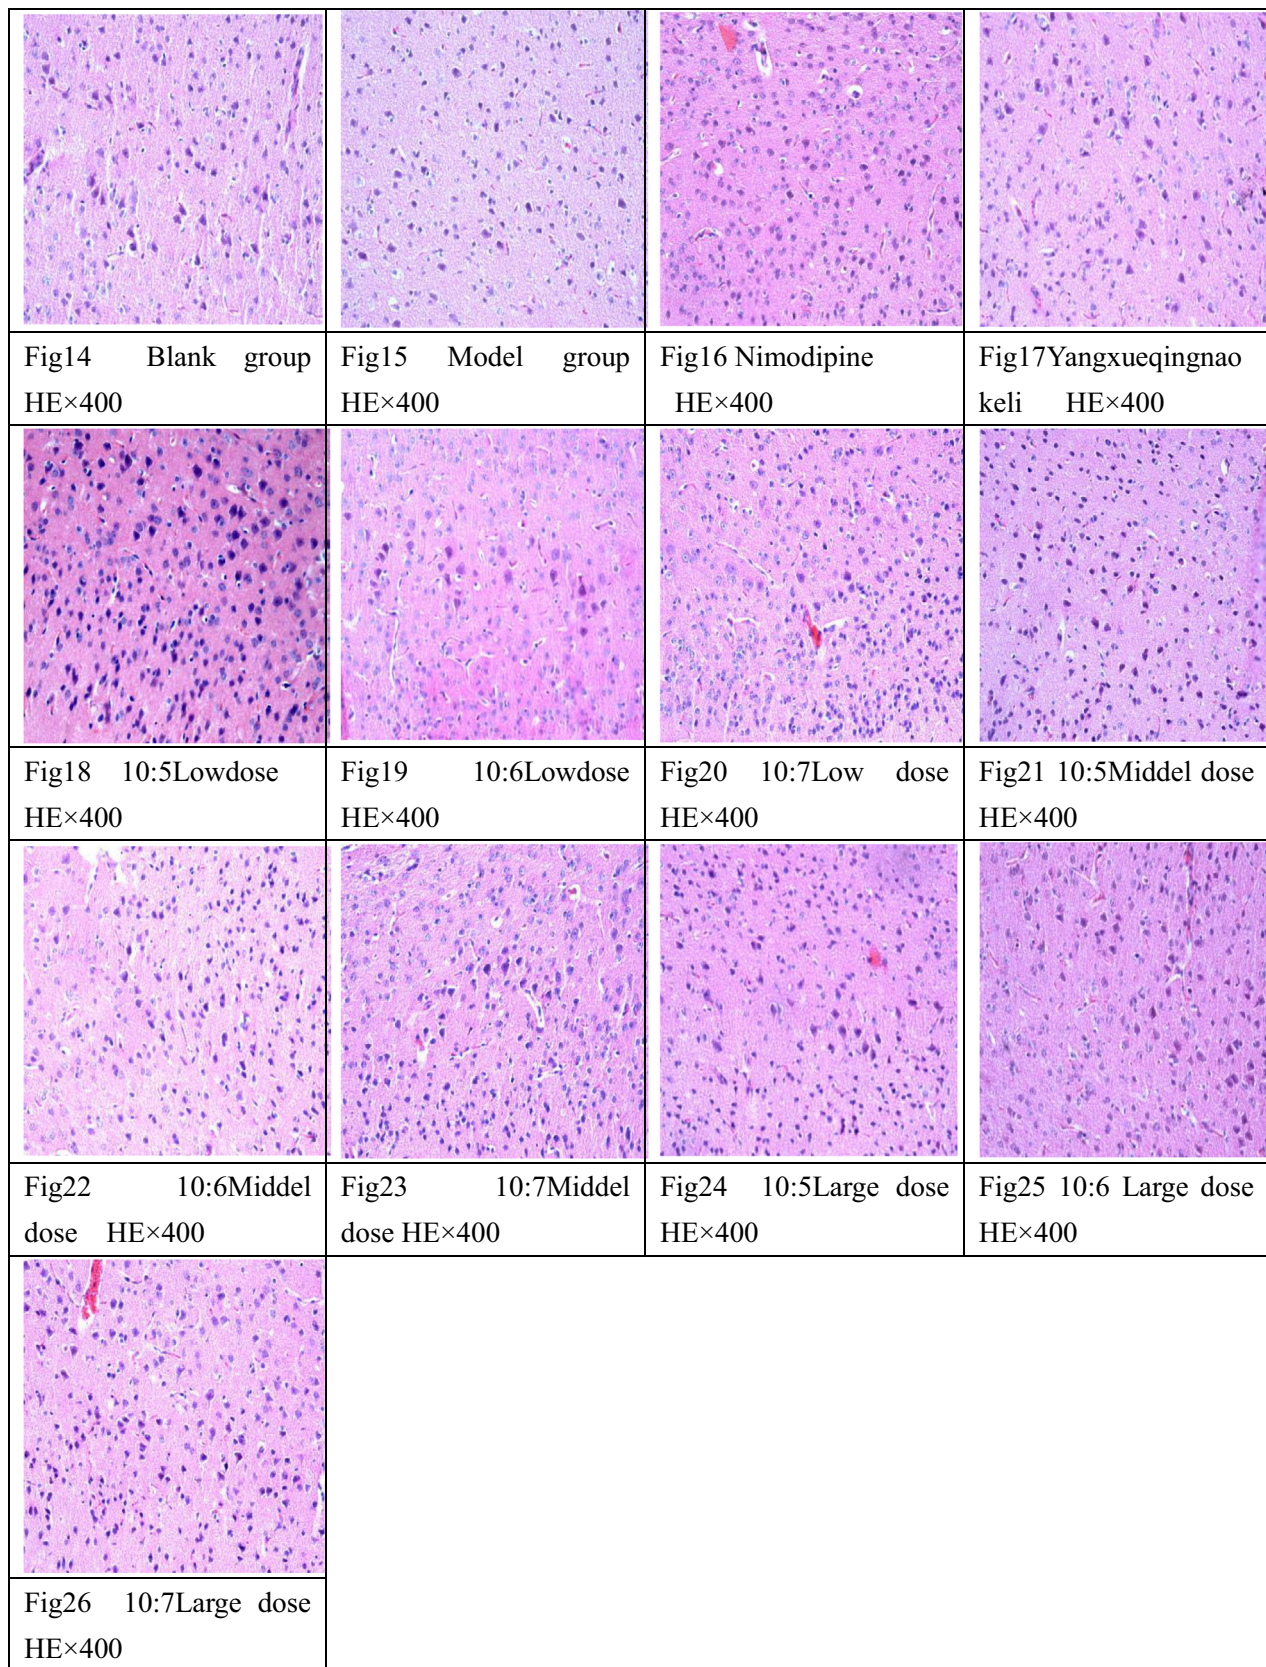 Fig14 Blank group
HE×400
Fig15 Model group
HE×400
Fig16 Nimodipine
HE×400
Fig17Yangxueqingnao
keli HE×400
Fig18 10:5Lowdose
HE×400
Fig19 10:6Lowdose
HE×400
Fig20 10:7Low dose
HE×400
Fig21 10:5Middel dose
HE×400
Fig22 10:6Middel
dose HE×400
Fig23 10:7Middel
dose HE×400
Fig24 10:5Large dose
HE×400
Fig25 10:6 Large dose
HE×400
Fig26 10:7Large dose
HE×400